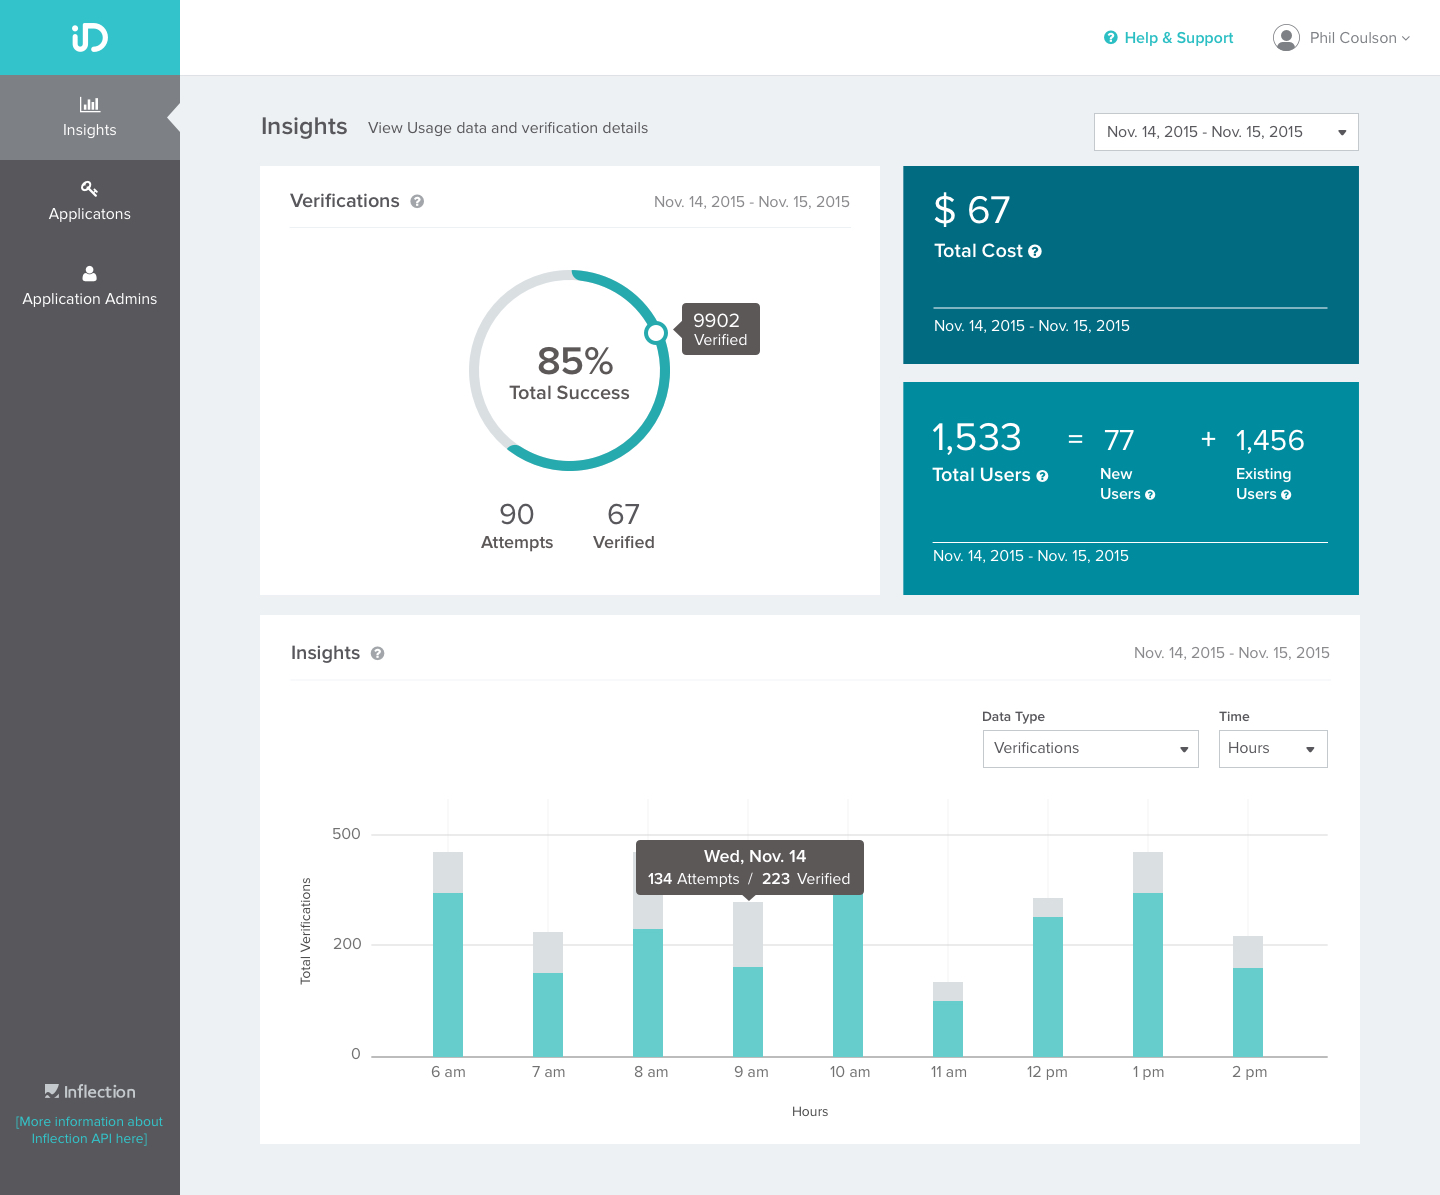 iD
Help & Support
Phil Coulson
Insights
Applicatons
Application Admins
Inflection
[More information about
Inflection API here]
Insights
View Usage data and verification details
Nov. 14, 2015 - Nov. 15, 2015
Verifications
Nov. 14, 2015 - Nov. 15, 2015
9902
Verified
85%
Total Success
90
Attempts
67
Verified
$ 67
Total Cost
Nov. 14, 2015 - Nov. 15, 2015
1,533
Total Users
=
77
New
Users
+
1,456
Existing
Users
Nov. 14, 2015 - Nov. 15, 2015
Insights
Nov. 14, 2015 - Nov. 15, 2015
Data Type
Verifications
Time
Hours
Total Verifications
500
200
0
Wed, Nov. 14
134 Attempts / 223 Verified
6 am
7 am
8 am
9 am
10 am
11 am
12 pm
1 pm
2 pm
Hours